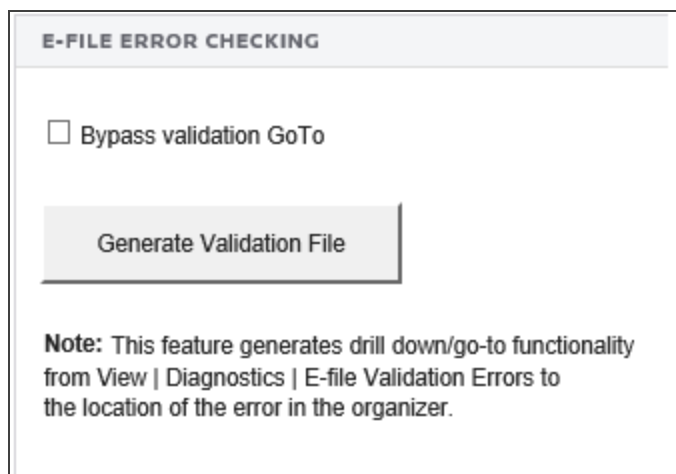 E-FILE ERROR CHECKING
Bypass validation GoTo
Generate Validation File
Note: This feature generates drill down/go-to functionality
from View | Diagnostics | E-file Validation Errors to
the location of the error in the organizer.